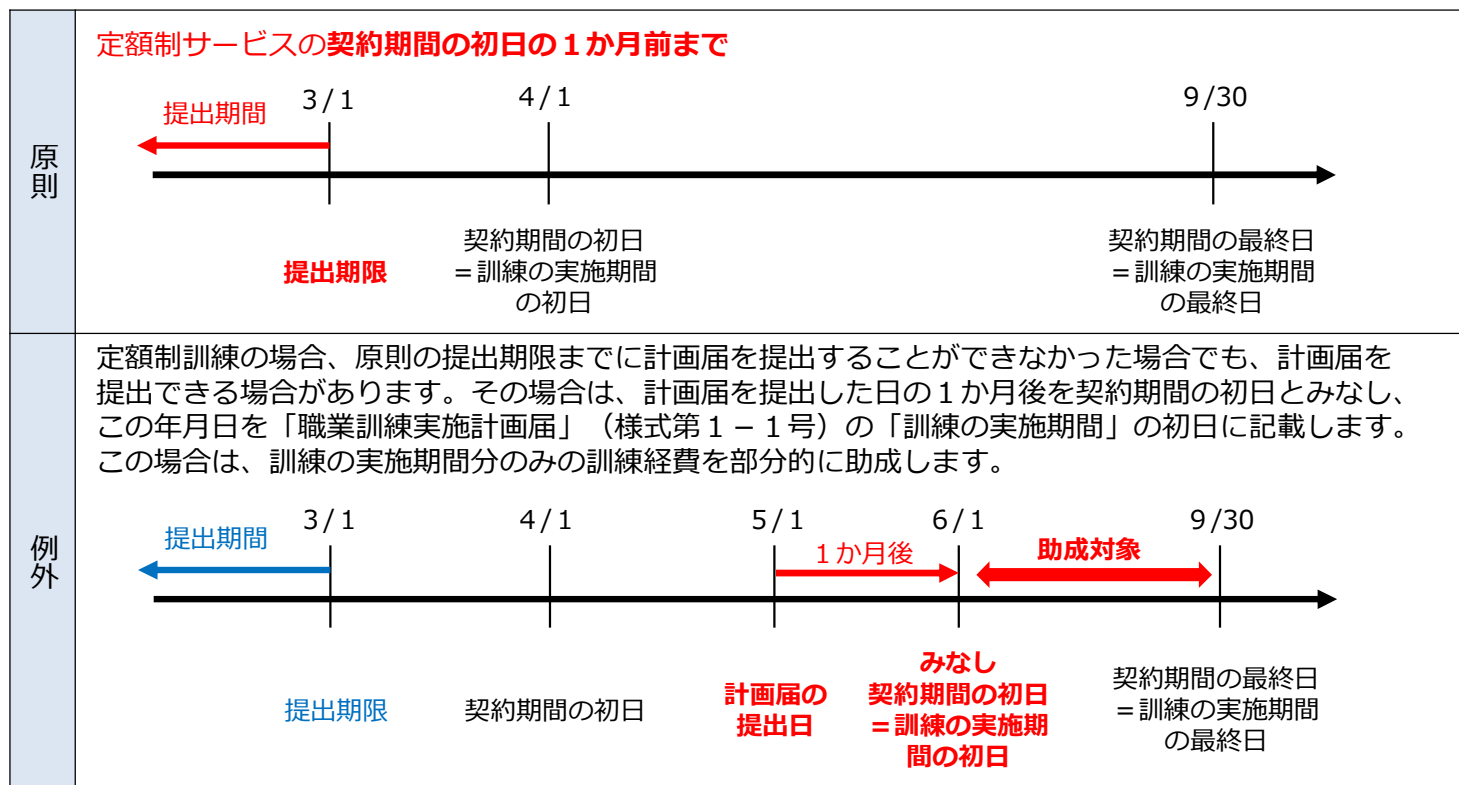 原則
定額制サービスの契約期間の初日の1か月前まで
提出期間
3/1
4/1
9/30
提出期限
契約期間の初日
=訓練の実施期間
の初日
契約期間の最終日
=訓練の実施期間
の最終日
例外
定額制訓練の場合、原則の提出期限までに計画届を提出することができなかった場合でも、計画届を
提出できる場合があります。その場合は、計画届を提出した日の1か月後を契約期間の初日とみなし、
この年月日を「職業訓練実施計画届」(様式第1-1号)の「訓練の実施期間」の初日に記載します。
この場合は、訓練の実施期間分のみの訓練経費を部分的に助成します。
提出期間
3/1
4/1
5/1
1か月後
6/1
助成対象
9/30
提出期限
契約期間の初日
計画届の
提出日
みなし
契約期間の初日
=訓練の実施期
間の初日
契約期間の最終日
=訓練の実施期間
の最終日